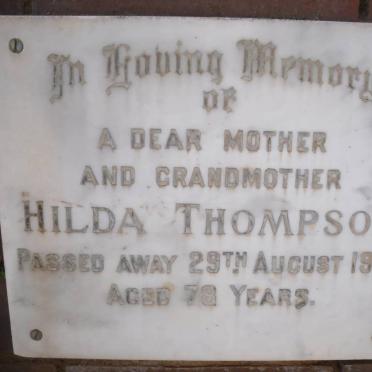 In Loving Memory
of
A DEAR MOTHER
AND GRANDMOTHER
HILDA THOMPSO
PASSED AWAY 29TH AUGUST 19
AGED 78 YEARS.